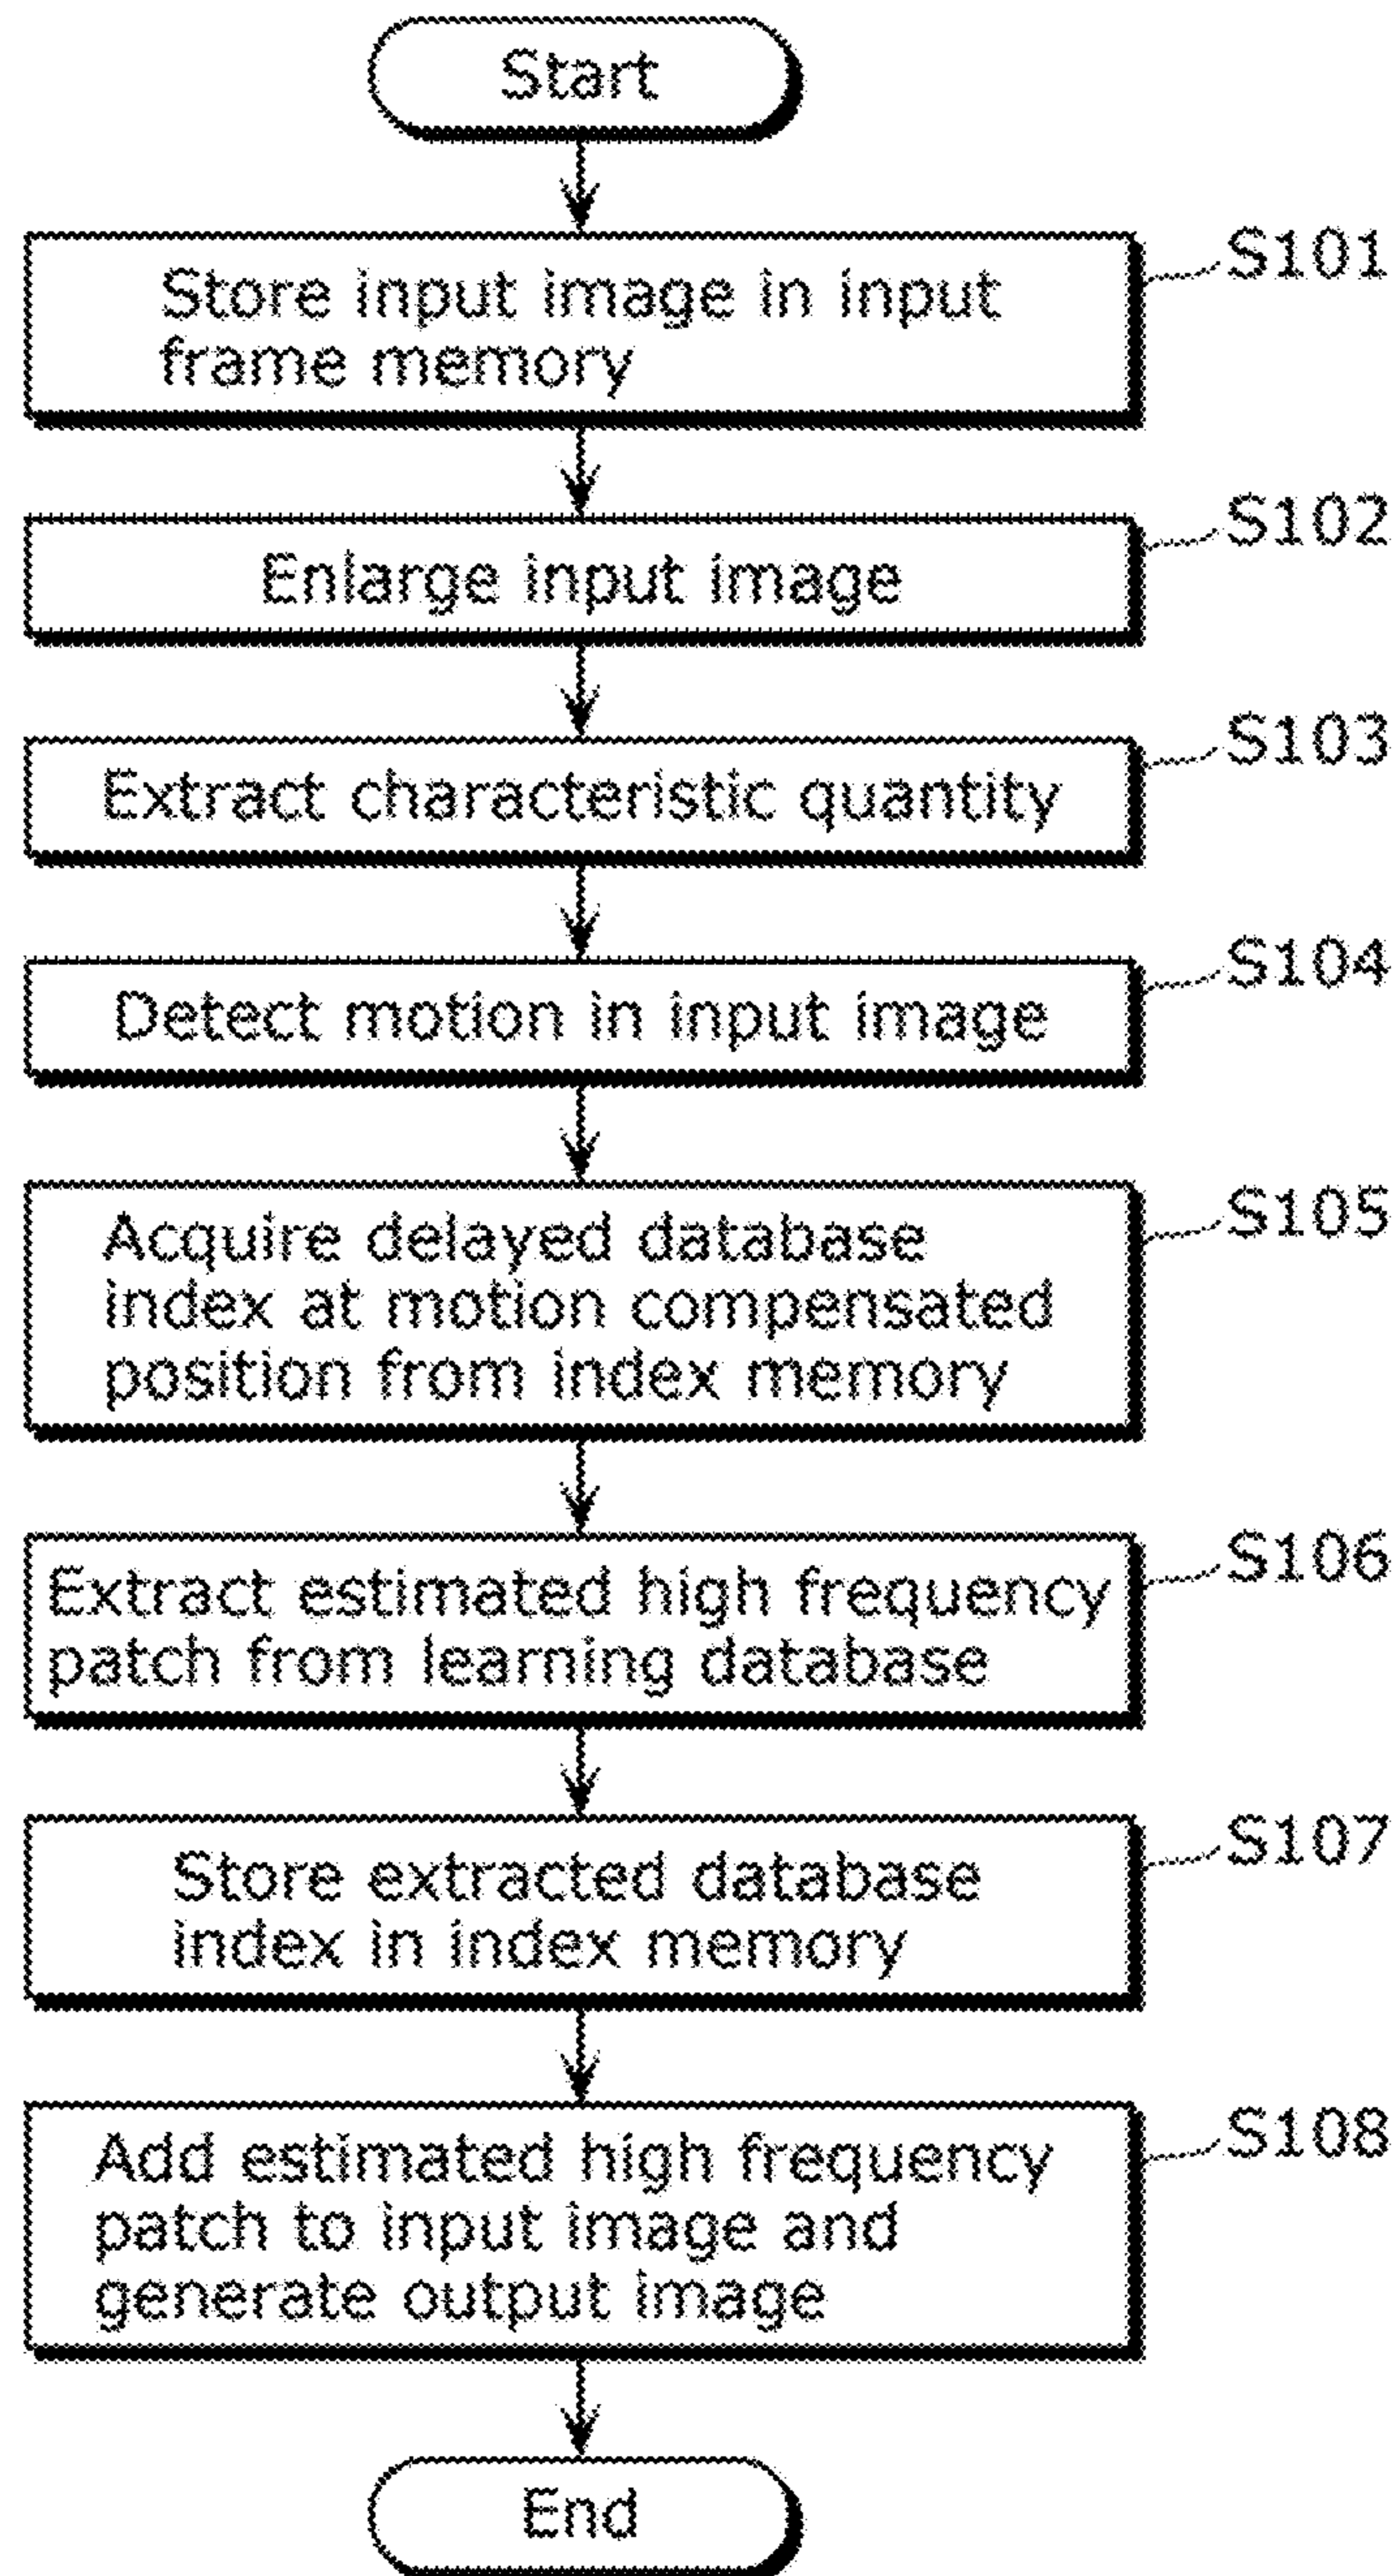 Start
S101
Store input image in input
frame memory
S102
Enlarge input image
S103
Extract characteristic quantity
S104
Detect motion in input image
S105
Acquire delayed database
index at motion compensated
position from index memory
S106
Extract estimated high frequency
patch from learning database
S107
Store extracted database
index in index memory
S108
Add estimated high frequency
patch to input image and
generate output image
End